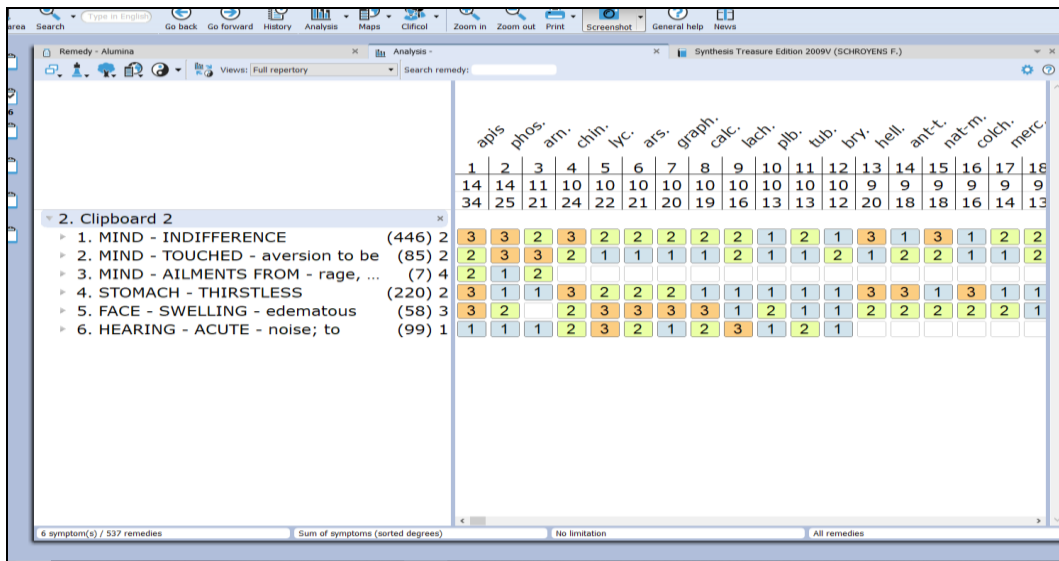 Type in English
area Search Go back Go forward History Analysis Maps Clificol Zoom in Zoom out Print Screenshot General help News
Remedy - Alumina × Analysis - × Synthesis Treasure Edition 2009V (SCHROYENS F.) ×
Views: Full repertory Search remedy:
apis phos. arn. chin. lyc. ars. graph. calc. lach. plb. tub. bry. hell. ant-t. nat-m. colch. merc.
1 2 3 4 5 6 7 8 9 10 11 12 13 14 15 16 17 18
14 14 11 10 10 10 10 10 10 10 10 10 9 9 9 9 9 9
34 25 21 24 22 21 20 19 16 13 13 12 20 18 18 16 14 13
2. Clipboard 2 ×
1. MIND - INDIFFERENCE (446) 2 3 3 2 3 2 2 2 2 2 1 2 1 3 1 3 1 2 2
2. MIND - TOUCHED - aversion to be (85) 2 2 3 3 2 1 1 1 1 2 1 1 2 1 2 2 1 1 2
3. MIND - AILMENTS FROM - rage, ... (7) 4 2 1 2
4. STOMACH - THIRSTLESS (220) 2 3 1 1 3 2 2 2 1 1 1 1 1 3 3 1 3 1 1
5. FACE - SWELLING - edematous (58) 3 3 2 2 3 3 3 3 1 2 1 1 2 2 2 2 2 1
6. HEARING - ACUTE - noise; to (99) 1 1 1 1 2 3 2 1 2 3 1 2 1
6 symptom(s) / 537 remedies Sum of symptoms (sorted degrees) No limitation All remedies